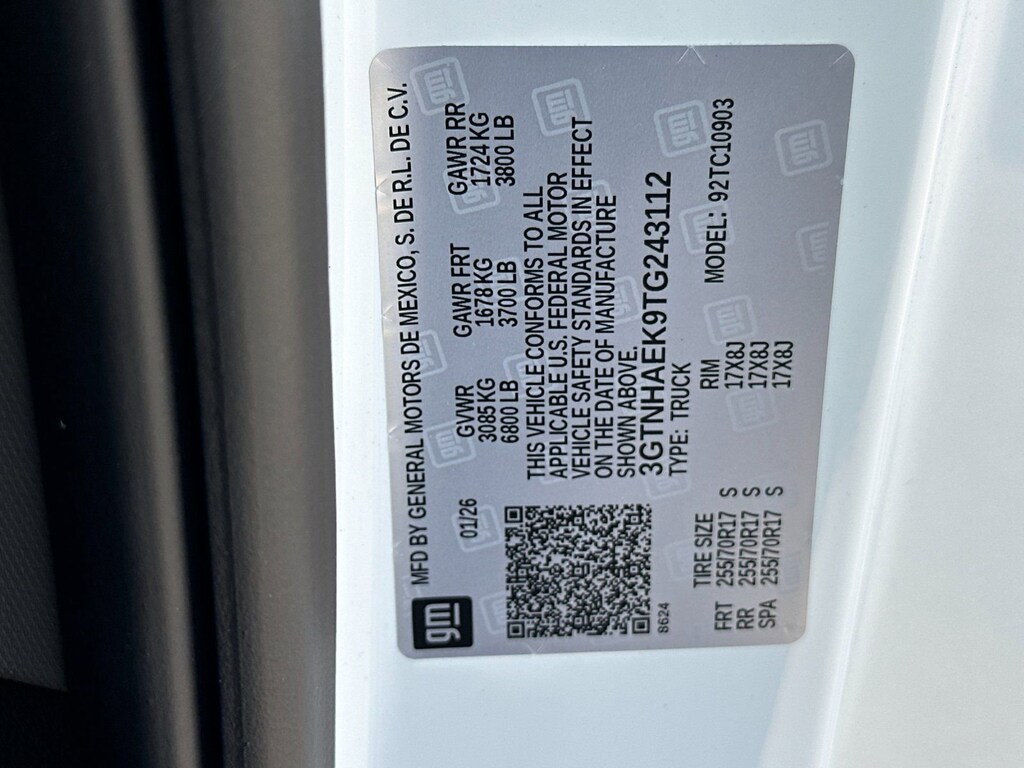 gm MFD BY GENERAL MOTORS DE MEXICO, S. DE R.L. DE C.V.
01/26 GVWR GAWR FRT GAWR RR
3085 KG 1678 KG 1724 KG
6800 LB 3700 LB 3800 LB
THIS VEHICLE CONFORMS TO ALL
APPLICABLE U.S. FEDERAL MOTOR
VEHICLE SAFETY STANDARDS IN EFFECT
ON THE DATE OF MANUFACTURE
SHOWN ABOVE.
3GTNHAEK9TG243112
8624 TYPE: TRUCK MODEL: 92TC10903
TIRE SIZE RIM
FRT 255/70R17 S 17X8J
RR 255/70R17 S 17X8J
SPA 255/70R17 S 17X8J